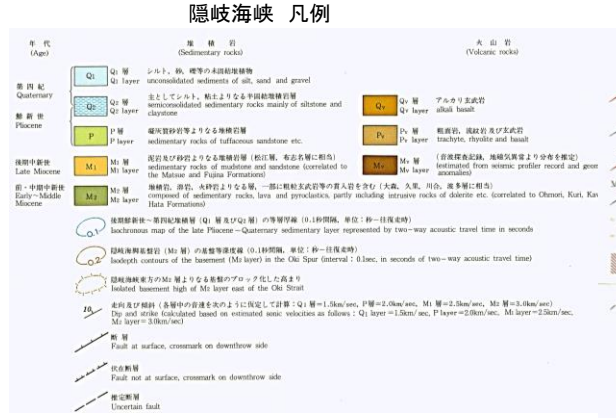 隠岐海峡 凡例
年代
(Age)
堆積岩
(Sedimentary rocks)
火山岩
(Volcanic rocks)
第四紀
Quaternary
鮮新世
Pliocene
Q₁
Q₁ 層
Q₁ layer
シルト、砂、礫等の未固結堆積物
unconsolidated sediments of silt, sand and gravel
Q₂
Q₂ 層
Q₂ layer
主としてシルト、粘土よりなる半固結堆積岩層
semiconsolidated sedimentary rocks mainly of siltstone and
claystone
Qv
Qv 層
Qv layer
アルカリ玄武岩
alkali basalt
P
P 層
P layer
凝灰質砂岩等よりなる堆積岩層
sedimentary rocks of tuffaceous sandstone etc.
Pv
Pv 層
Pv layer
粗面岩、流紋岩及び玄武岩
trachyte, rhyolite and basalt
後期中新世
Late Miocene
M₁
M₁ 層
M₁ layer
泥岩及び砂岩よりなる堆積岩層（松江層、布志名層に相当）
sedimentary rocks of mudstone and sandstone (correlated to
the Matsue and Fujina Formations)
Mv
Mv 層
Mv layer
(音波探査記録、地磁気異常より分布を推定)
(estimated from seismic profiler record and geom
anomalies)
前・中期中新世
Early～Middle
Miocene
M₂
M₂ 層
M₂ layer
堆積岩、溶岩、火砕岩よりなる層、一部に粗粒玄武岩等の貫入岩を含む（大森、久里、川合、波多層に相当）
composed of sedimentary rocks, lava and pyroclastics, partly including intrusive rocks of dolerite etc. (correlated to Ohmori, Kuri, Kaw
Hata Formations)
0.1
後期鮮新世～第四紀堆積層（Q₁ 層及びQ₂ 層）の等層厚線（0.1秒間隔、単位：秒－往復走時）
Isochronous map of the late Pliocene～Quaternary sedimentary layer represented by two-way acoustic travel time in seconds
0.2
隠岐海脚基盤岩（M₂ 層）の基盤等深度線（0.1秒間隔、単位：秒－往復走時）
Isodepth contours of the basement (M₂ layer) in the Oki Spur (interval : 0.1sec, in seconds of two-way acoustic travel time)
隠岐海峡東方のM₂ 層よりなる基盤のブロック化した高まり
Isolated basement high of M₂ layer east of the Oki Strait
10
走向及び傾斜（各層中の音速を次のように仮定して計算：Q₁ 層＝1.5km/sec, P層＝2.0km/sec, M₁ 層＝2.5km/sec, M₂ 層＝3.0km/sec）
Dip and strike (calculated based on estimated sonic velocities as follows : Q₁ layer＝1.5km/sec, P layer＝2.0km/sec, M₁ layer＝2.5km/sec,
M₂ layer＝3.0km/sec)
断層
Fault at surface, crossmark on downthrow side
伏在断層
Fault not at surface, crossmark on downthrow side
推定断層
Uncertain fault